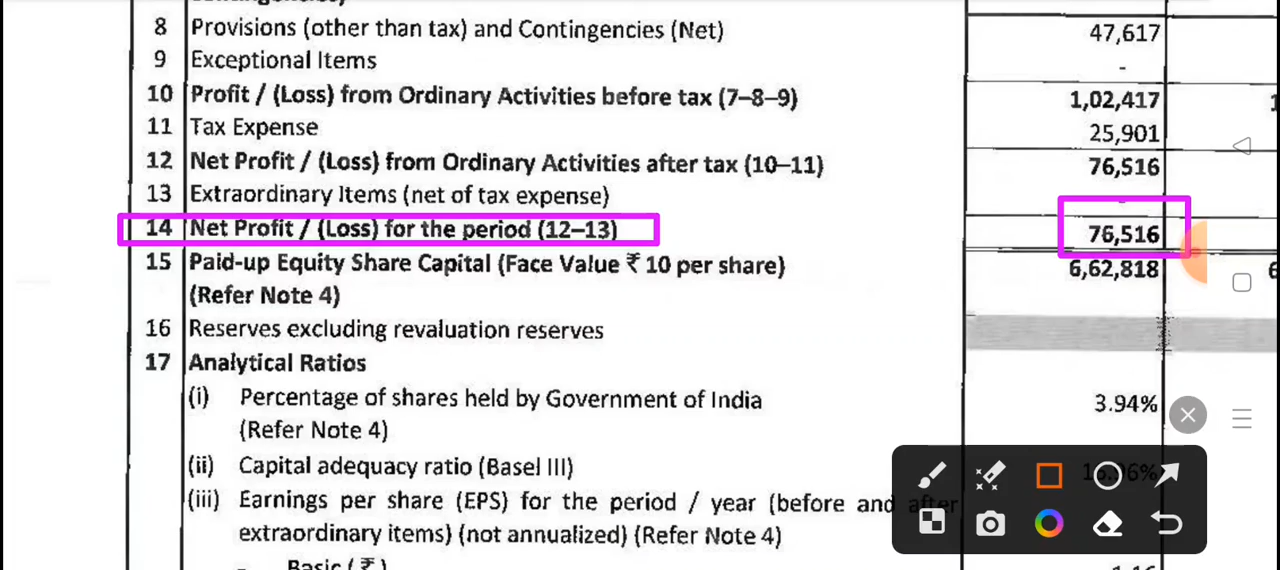 8 Provisions (other than tax) and Contingencies (Net) 47,617
9 Exceptional Items -
10 Profit / (Loss) from Ordinary Activities before tax (7–8–9) 1,02,417
11 Tax Expense 25,901
12 Net Profit / (Loss) from Ordinary Activities after tax (10–11) 76,516
13 Extraordinary Items (net of tax expense) -
14 Net Profit / (Loss) for the period (12–13) 76,516
15 Paid-up Equity Share Capital (Face Value ₹ 10 per share) 6,62,818
(Refer Note 4)
16 Reserves excluding revaluation reserves
17 Analytical Ratios
(i) Percentage of shares held by Government of India 3.94%
(Refer Note 4)
(ii) Capital adequacy ratio (Basel III)
(iii) Earnings per share (EPS) for the period / year (before and after
extraordinary items) (not annualized) (Refer Note 4)
Basic (₹)